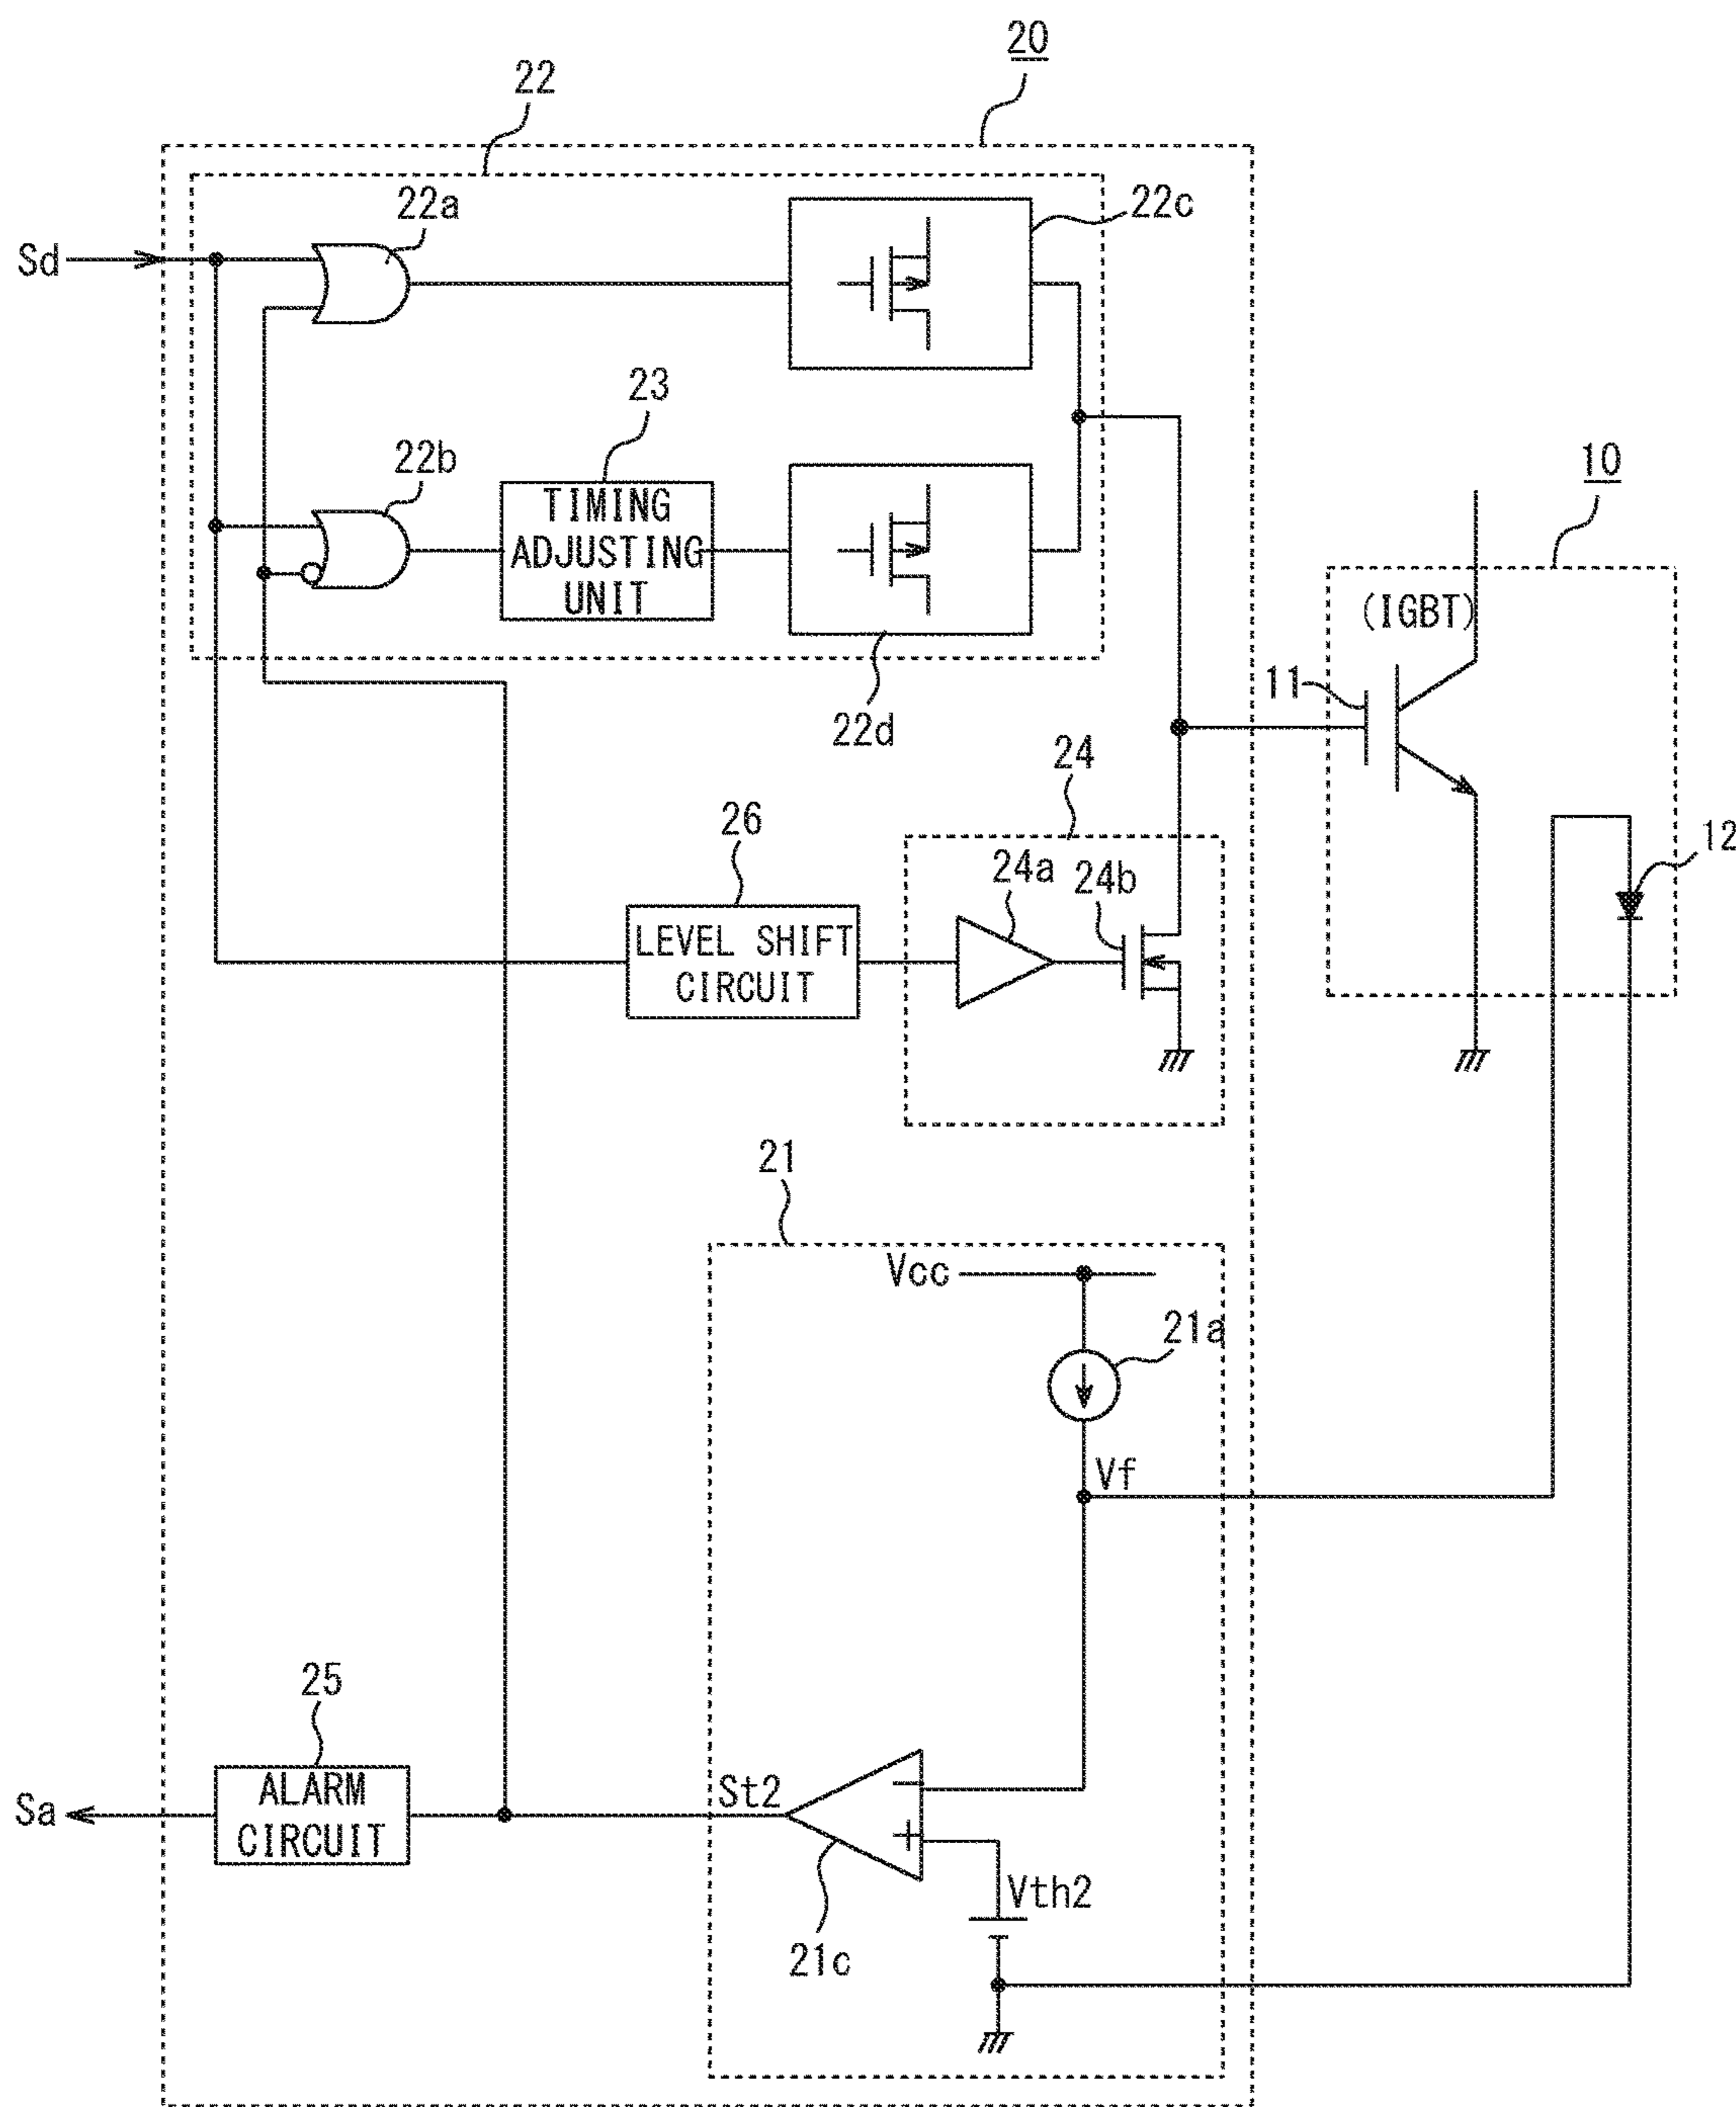 20
22
22a
22c
Sd
23
22b
TIMING
ADJUSTING
UNIT
10
(IGBT)
11
22d
24
26
12
24a
24b
LEVEL SHIFT
CIRCUIT
21
Vcc
21a
Vf
25
ALARM
CIRCUIT
Sa
St2
−
+
Vth2
21c